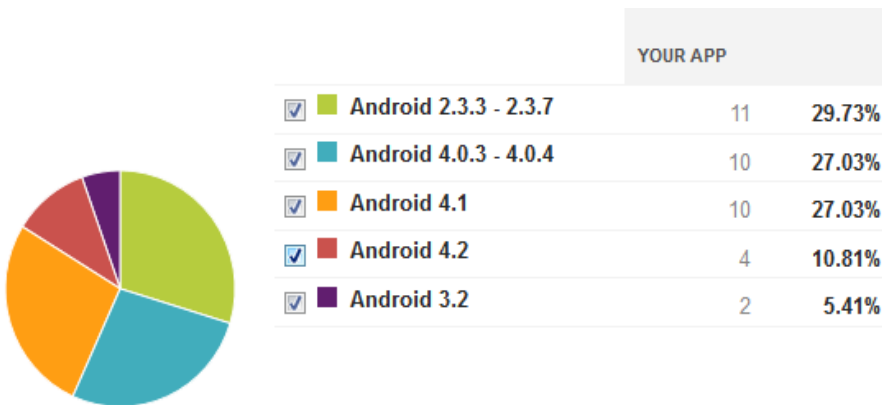 YOUR APP
Android 2.3.3 - 2.3.7 11 29.73%
Android 4.0.3 - 4.0.4 10 27.03%
Android 4.1 10 27.03%
Android 4.2 4 10.81%
Android 3.2 2 5.41%